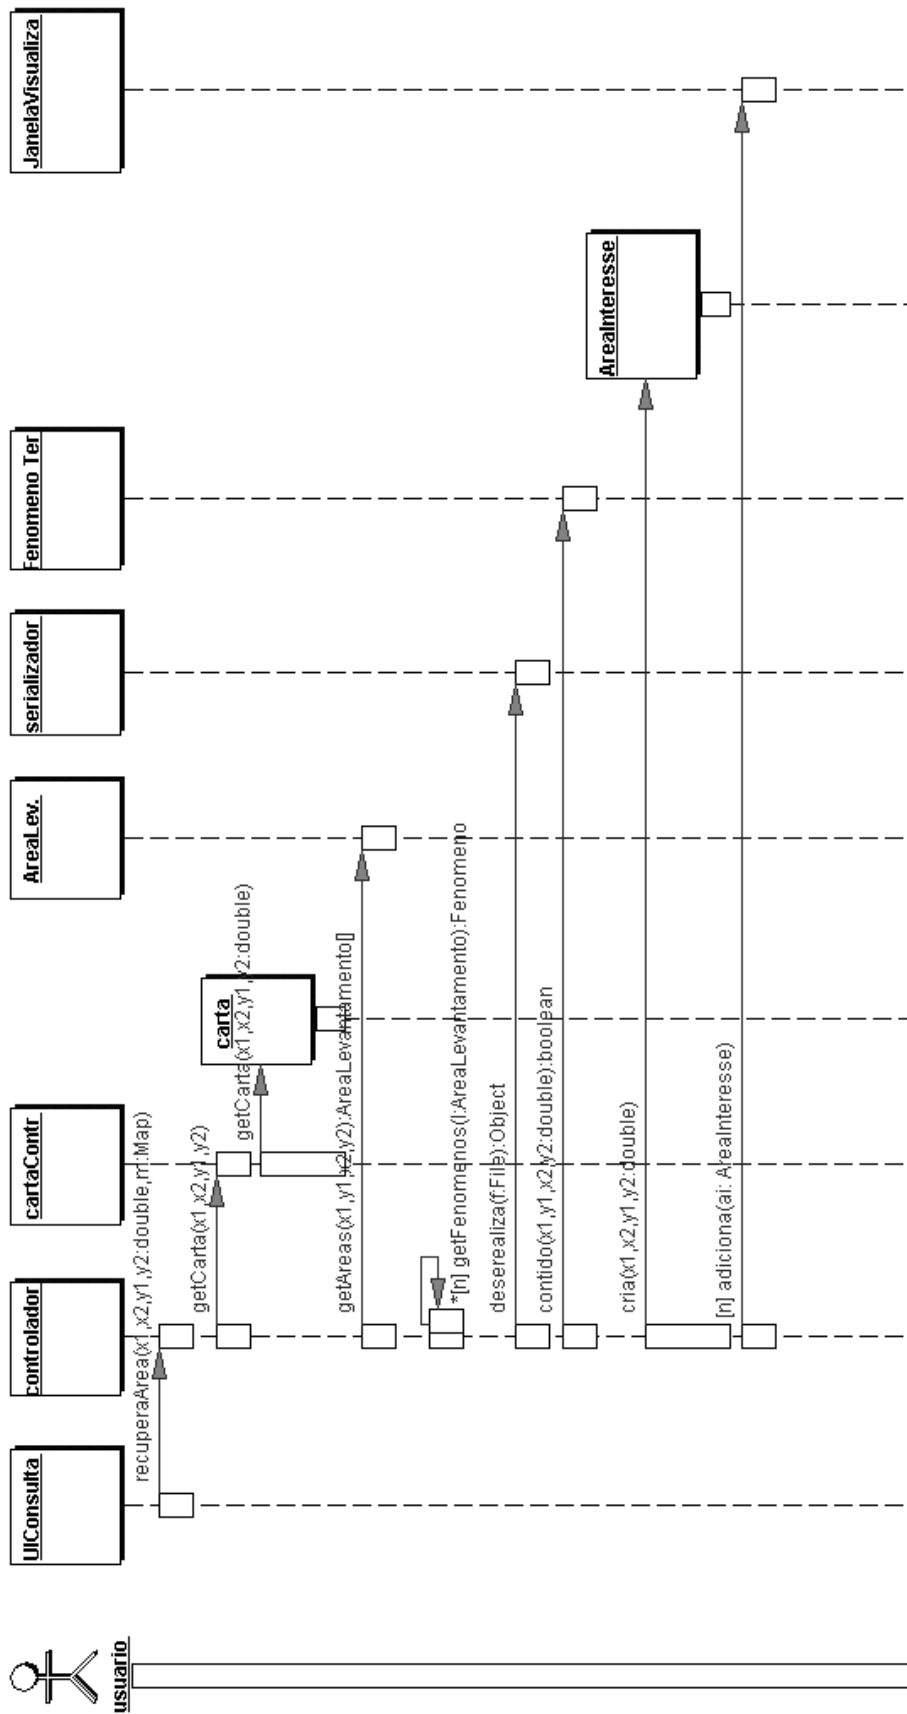 usuario
UIConsulta
controlador
cartaContr
AreaLev.
serializador
Fenomeno Ter
JanelaVisualiza
recuperaArea(x1,x2,y1,y2:double,m:Map)
getCarta(x1,x2,y1,y2)
carta
getCarta(x1,x2,y1,y2:double)
getAreas(x1,y1,x2,y2):AreaLevantamento[]
*[n] getFenomenos(l:AreaLevantamento):Fenomeno
deserealiza(f:File):Object
contido(x1,y1,x2,y2:double):boolean
AreaInteresse
cria(x1,x2,y1,y2:double)
[n] adiciona(ai: AreaInteresse)